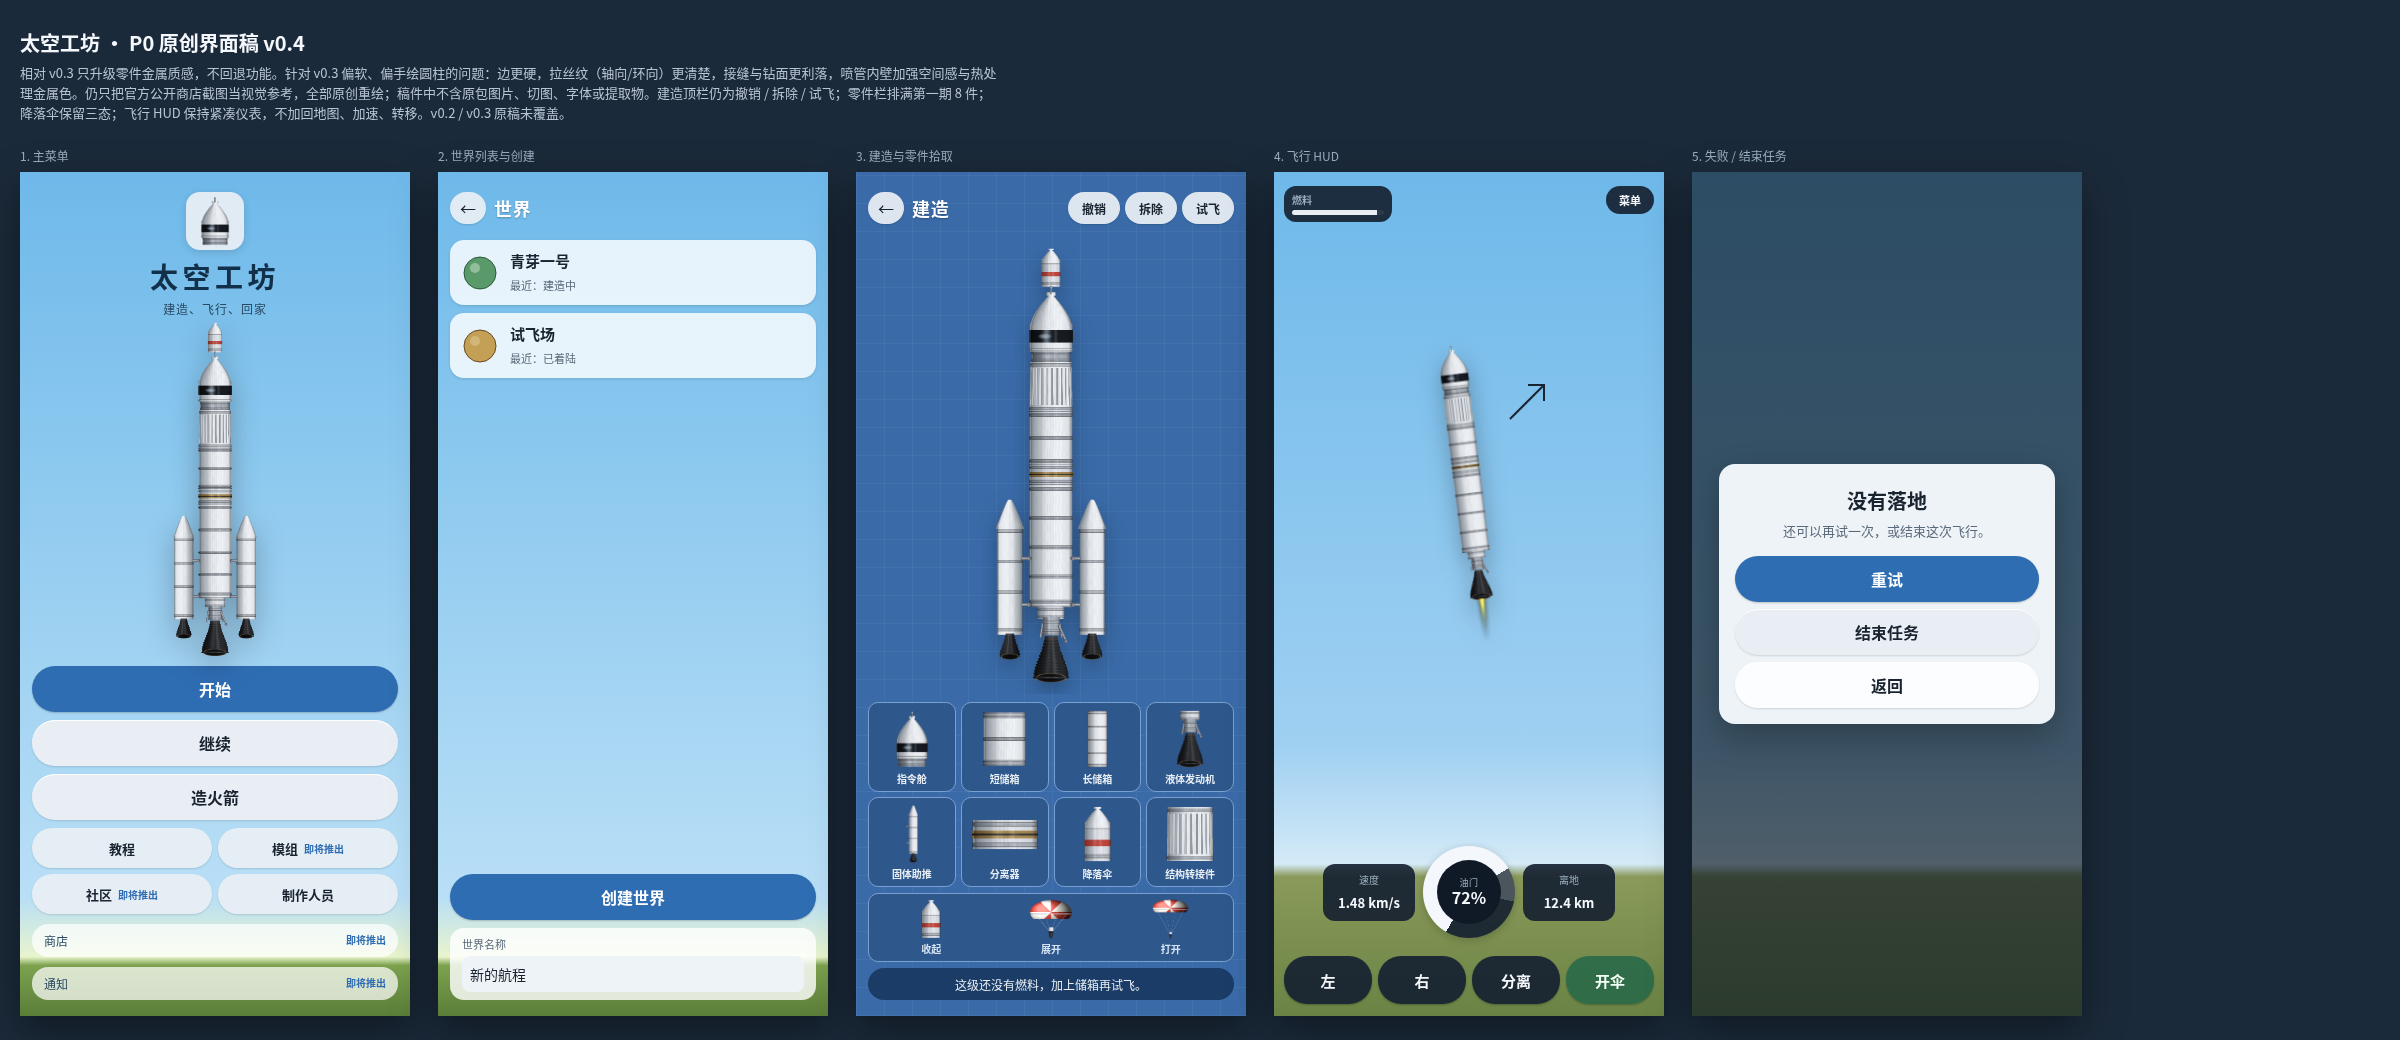 太空工坊 · P0 原创界面稿 v0.4
相对 v0.3 只升级零件金属质感，不回退功能。针对 v0.3 偏软、偏手绘圆柱的问题：边更硬，拉丝纹（轴向/环向）更清楚，接缝与钻面更利落，喷管内壁加强空间感与热处
理金属色。仍只把官方公开商店截图当视觉参考，全部原创重绘；稿件中不含原包图片、切图、字体或提取物。建造顶栏仍为撤销 / 拆除 / 试飞；零件栏排满第一期 8 件；
降落伞保留三态；飞行 HUD 保持紧凑仪表，不加回地图、加速、转移。v0.2 / v0.3 原稿未覆盖。
1. 主菜单
太空工坊
建造、飞行、回家
开始
继续
造火箭
教程
模组 即将推出
社区 即将推出
制作人员
商店 即将推出
通知 即将推出
2. 世界列表与创建
← 世界
青芽一号
最近：建造中
试飞场
最近：已着陆
创建世界
世界名称
新的航程
3. 建造与零件拾取
← 建造 撤销 拆除 试飞
指令舱 短储箱 长储箱 液体发动机
固体助推 分离器 降落伞 结构转接件
收起 展开 打开
这级还没有燃料，加上储箱再试飞。
4. 飞行 HUD
燃料
菜单
速度
1.48 km/s
油门
72%
离地
12.4 km
左 右 分离 开伞
5. 失败 / 结束任务
没有落地
还可以再试一次，或结束这次飞行。
重试
结束任务
返回